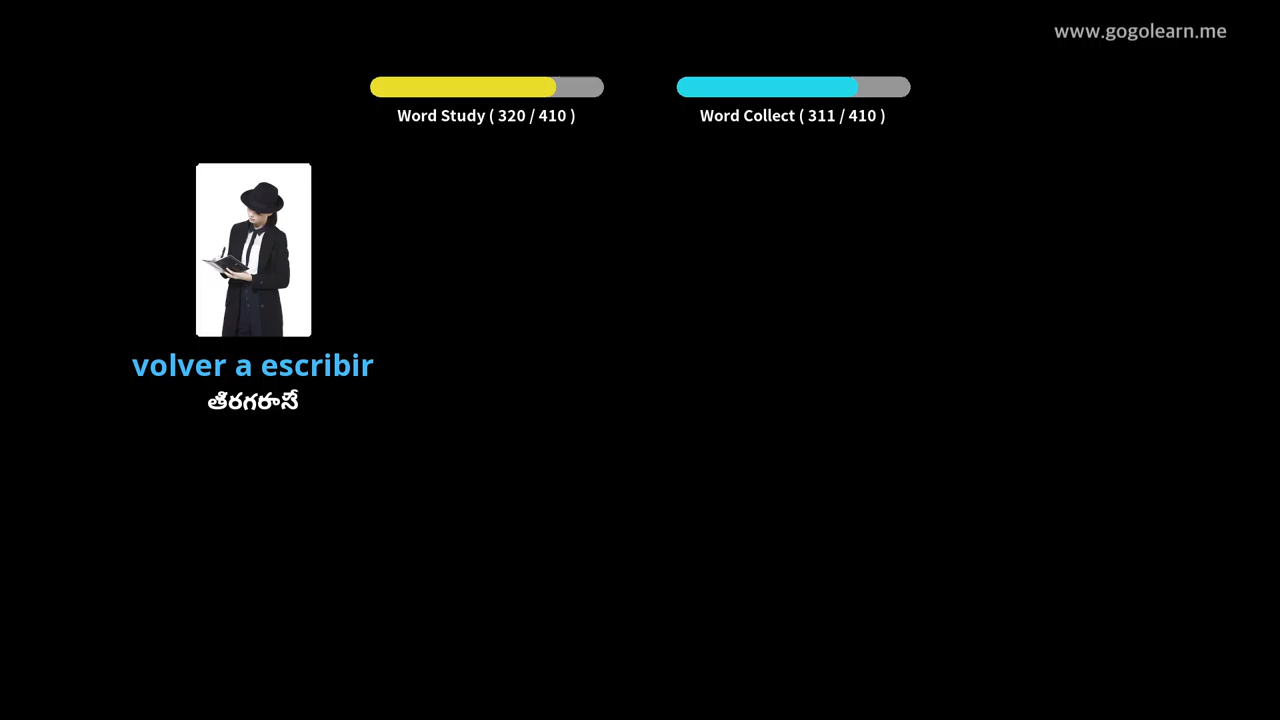 www.gogolearn.me
Word Study ( 320 / 410 )
Word Collect ( 311 / 410 )
volver a escribir
తిరగరాసే